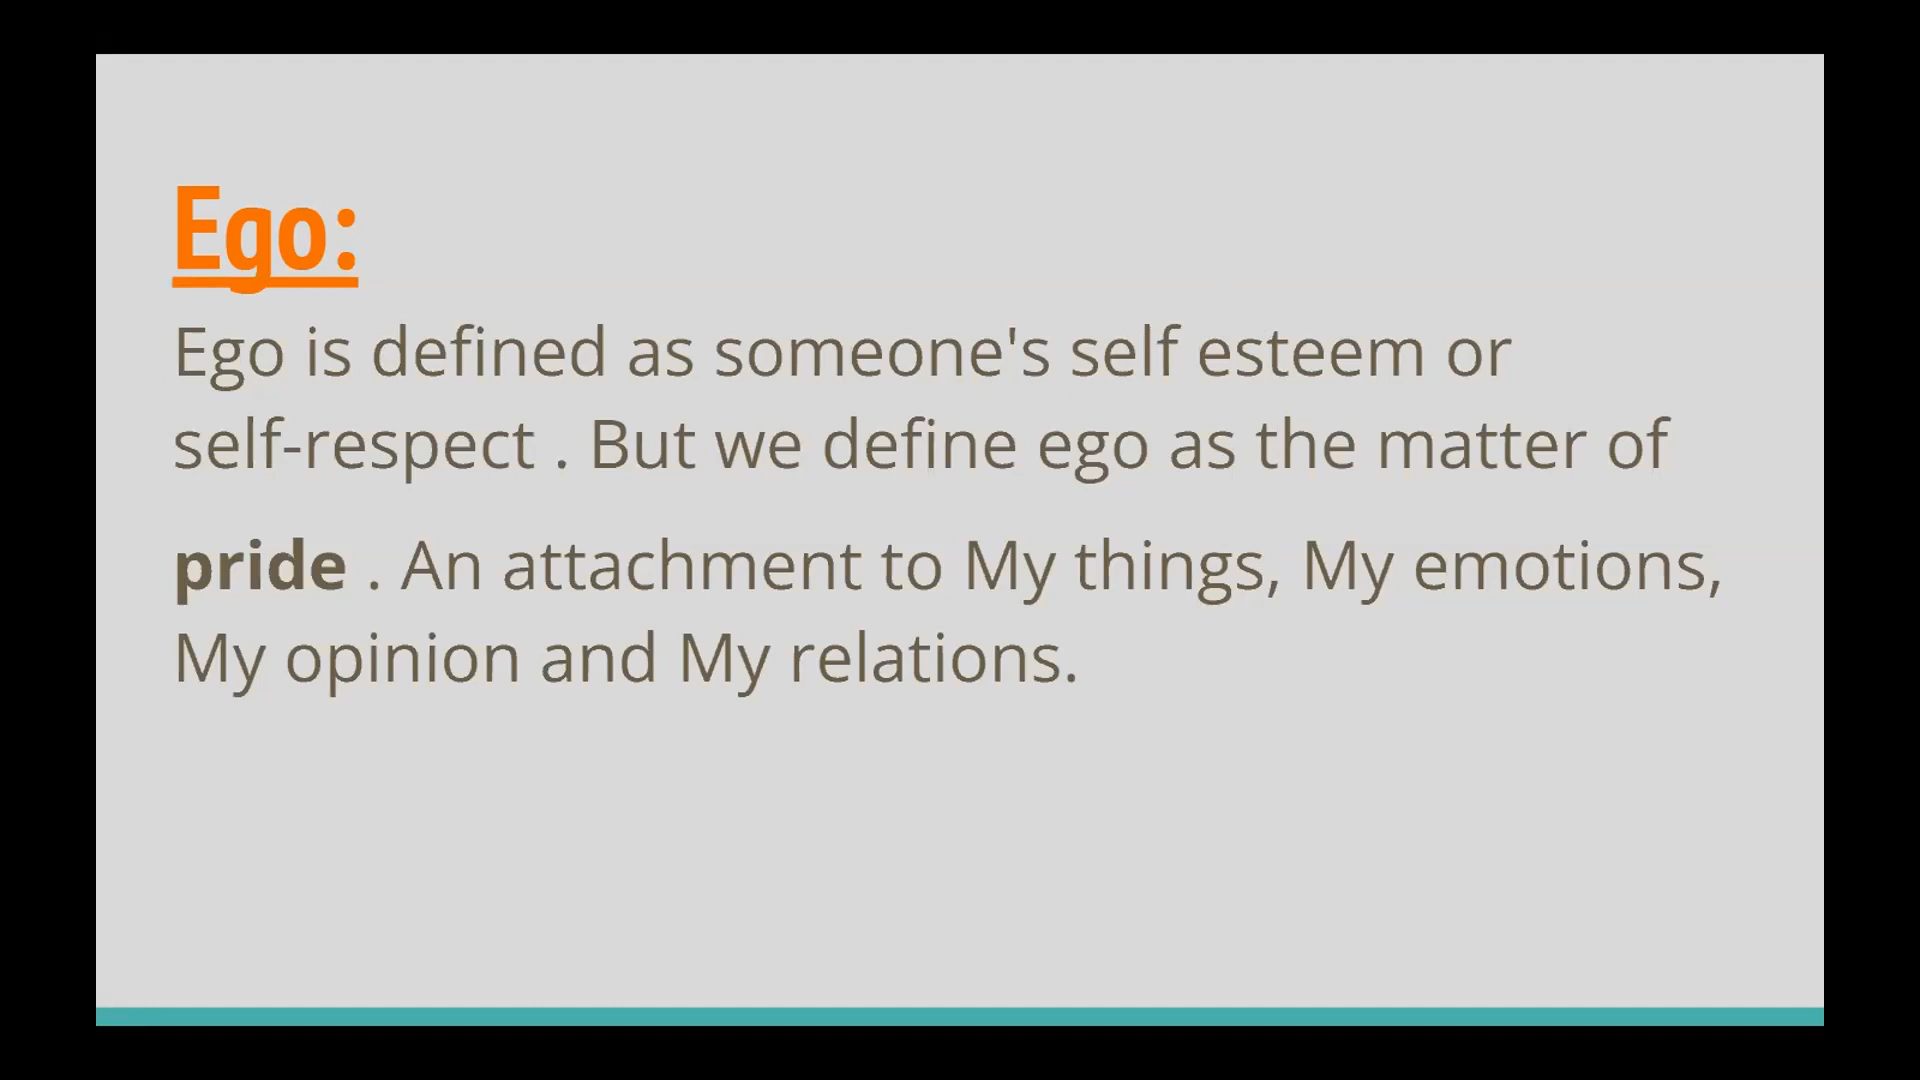 Ego:
Ego is defined as someone's self esteem or
self-respect . But we define ego as the matter of
pride . An attachment to My things, My emotions,
My opinion and My relations.